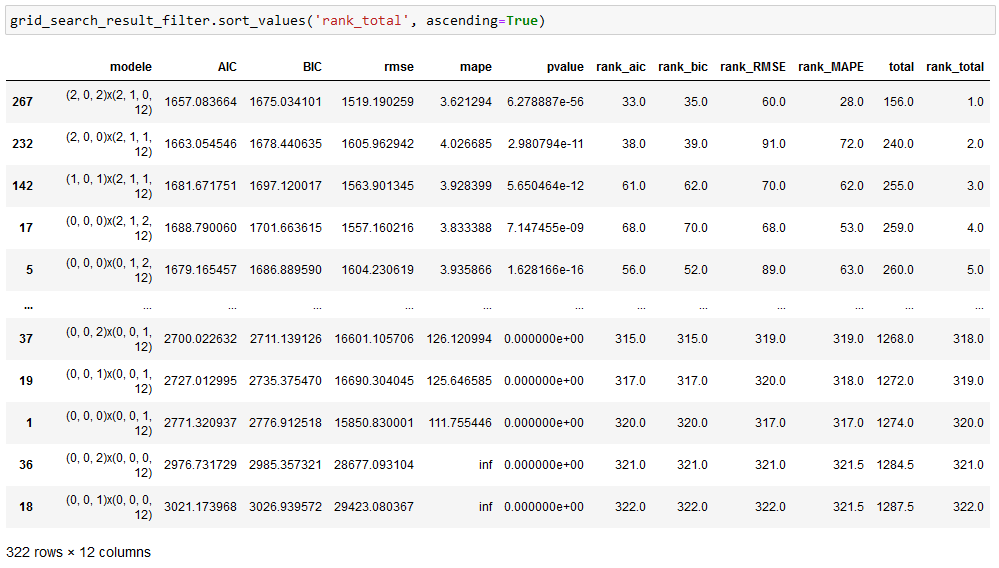 grid_search_result_filter.sort_values('rank_total', ascending=True)
modele AIC BIC rmse mape pvalue rank_aic rank_bic rank_RMSE rank_MAPE total rank_total
267 (2, 0, 2)x(2, 1, 0, 12) 1657.083664 1675.034101 1519.190259 3.621294 6.278887e-56 33.0 35.0 60.0 28.0 156.0 1.0
232 (2, 0, 0)x(2, 1, 1, 12) 1663.054546 1678.440635 1605.962942 4.026685 2.980794e-11 38.0 39.0 91.0 72.0 240.0 2.0
142 (1, 0, 1)x(2, 1, 1, 12) 1681.671751 1697.120017 1563.901345 3.928399 5.650464e-12 61.0 62.0 70.0 62.0 255.0 3.0
17 (0, 0, 0)x(2, 1, 2, 12) 1688.790060 1701.663615 1557.160216 3.833388 7.147455e-09 68.0 70.0 68.0 53.0 259.0 4.0
5 (0, 0, 0)x(0, 1, 2, 12) 1679.165457 1686.889590 1604.230619 3.935866 1.628166e-16 56.0 52.0 89.0 63.0 260.0 5.0
... ... ... ... ... ... ... ... ... ... ... ... ...
37 (0, 0, 2)x(0, 0, 1, 12) 2700.022632 2711.139126 16601.105706 126.120994 0.000000e+00 315.0 315.0 319.0 319.0 1268.0 318.0
19 (0, 0, 1)x(0, 0, 1, 12) 2727.012995 2735.375470 16690.304045 125.646585 0.000000e+00 317.0 317.0 320.0 318.0 1272.0 319.0
1 (0, 0, 0)x(0, 0, 1, 12) 2771.320937 2776.912518 15850.830001 111.755446 0.000000e+00 320.0 320.0 317.0 317.0 1274.0 320.0
36 (0, 0, 2)x(0, 0, 0, 12) 2976.731729 2985.357321 28677.093104 inf 0.000000e+00 321.0 321.0 321.0 321.5 1284.5 321.0
18 (0, 0, 1)x(0, 0, 0, 12) 3021.173968 3026.939572 29423.080367 inf 0.000000e+00 322.0 322.0 322.0 321.5 1287.5 322.0
322 rows × 12 columns